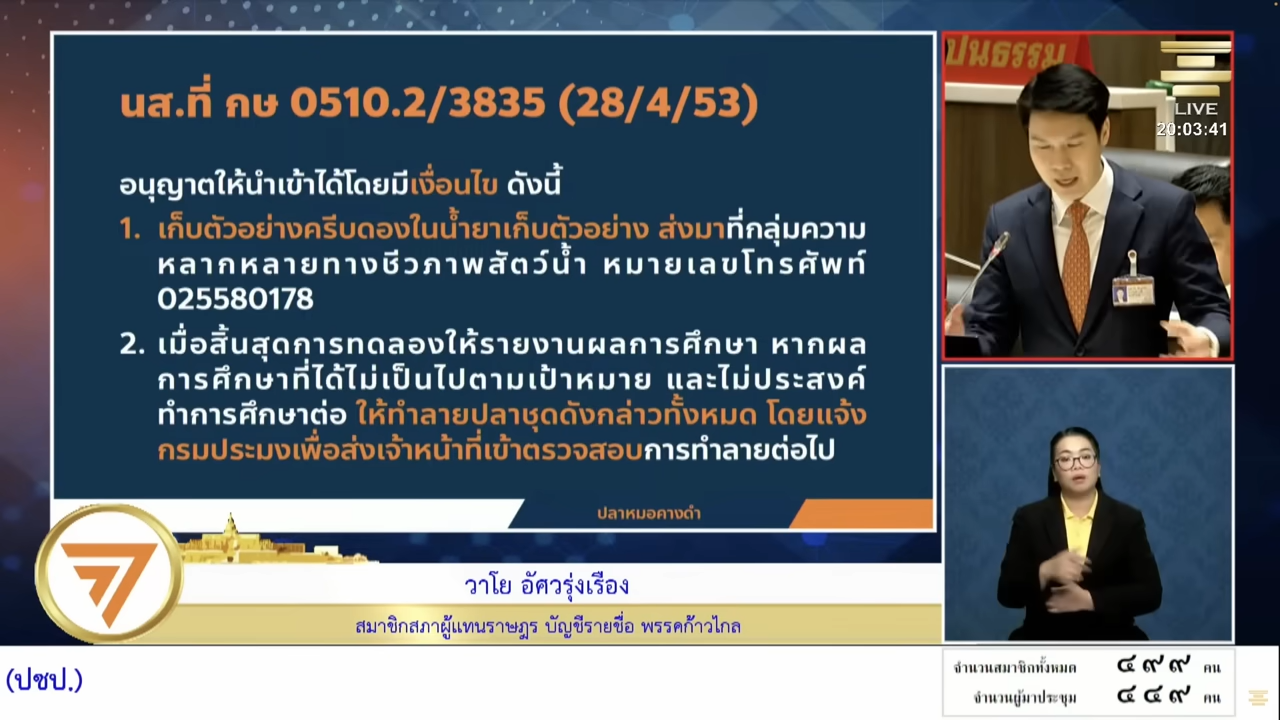 นส.ที่ กษ 0510.2/3835 (28/4/53)
อนุญาตให้นำเข้าได้โดยมีเงื่อนไข ดังนี้
1. เก็บตัวอย่างครีบดองในน้ำยาเก็บตัวอย่าง ส่งมาที่กลุ่มความ
หลากหลายทางชีวภาพสัตว์น้ำ หมายเลขโทรศัพท์
025580178
2. เมื่อสิ้นสุดการทดลองให้รายงานผลการศึกษา หากผล
การศึกษาที่ได้ไม่เป็นไปตามเป้าหมาย และไม่ประสงค์
ทำการศึกษาต่อ ให้ทำลายปลาชุดดังกล่าวทั้งหมด โดยแจ้ง
กรมประมงเพื่อส่งเจ้าหน้าที่เข้าตรวจสอบการทำลายต่อไป
ปลาหมอคางดำ
LIVE
20:03:41
วาโย อัศวรุ่งเรือง
สมาชิกสภาผู้แทนราษฎร บัญชีรายชื่อ พรรคก้าวไกล
(ปชป.)
จำนวนสมาชิกทั้งหมด ๔๙๙ คน
จำนวนผู้มาประชุม ๔๔๙ คน